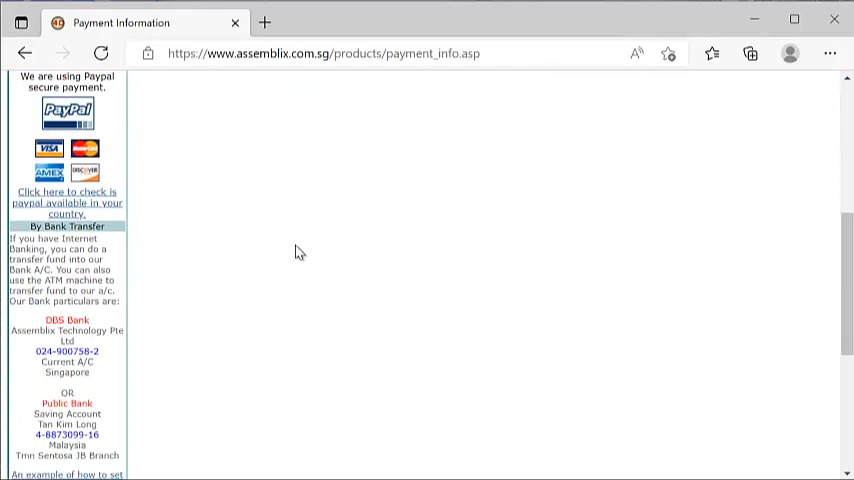 Payment Information
https://www.assemblix.com.sg/products/payment_info.asp
We are using Paypal
secure payment.
PayPal
VISA MasterCard
AMEX DISCOVER
Click here to check is
paypal available in your
country.
By Bank Transfer
If you have Internet
Banking, you can do a
transfer fund into our
Bank A/C. You can also
use the ATM machine to
transfer fund to our a/c.
Our Bank particulars are:
DBS Bank
Assemblix Technology Pte
Ltd
024-900758-2
Current A/C
Singapore
OR
Public Bank
Saving Account
Tan Kim Long
4-8873099-16
Malaysia
Tmn Sentosa JB Branch
An example of how to set